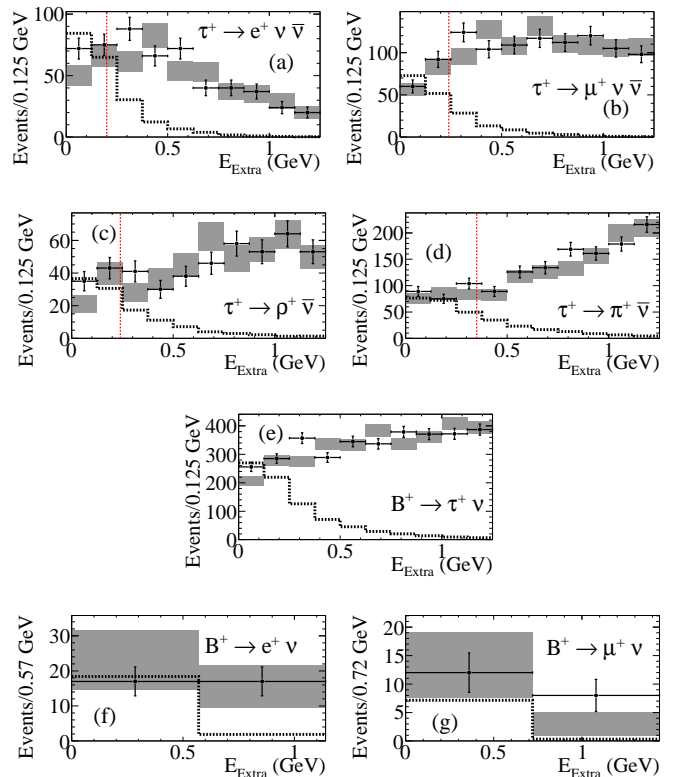 Events/0.125 GeV
100
80
60
40
20
0
τ+ → e+ ν ν̄
(a)
0 0.5 1
E_Extra (GeV)
Events/0.125 GeV
100
50
0
τ+ → μ+ ν ν̄
(b)
0 0.5 1
E_Extra (GeV)
Events/0.125 GeV
60
40
20
0
(c)
τ+ → ρ+ ν̄
0 0.5 1
E_Extra (GeV)
Events/0.125 GeV
200
150
100
50
0
(d)
τ+ → π+ ν̄
0 0.5 1
E_Extra (GeV)
Events/0.125 GeV
400
300
200
100
0
(e)
B+ → τ+ ν
0 0.5 1
E_Extra (GeV)
Events/0.57 GeV
30
20
10
0
B+ → e+ ν
(f)
0 0.5 1
E_Extra (GeV)
Events/0.72 GeV
20
15
10
5
0
B+ → μ+ ν
(g)
0 0.5 1
E_Extra (GeV)